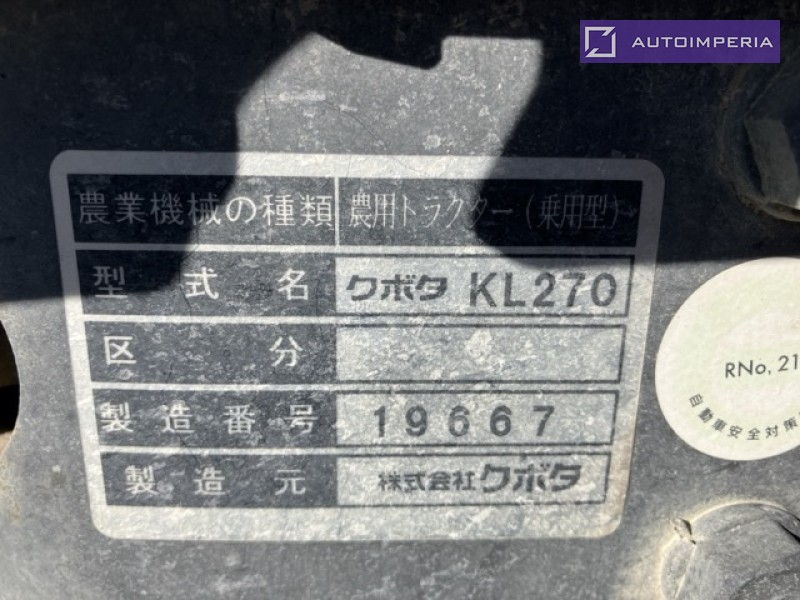 AUTOIMPERIA
農業機械の種類 農用トラクター(乗用型)
型式名 クボタ KL270
区分
製造番号 19667
製造元 株式会社クボタ
RNo. 21
自動車安全対所